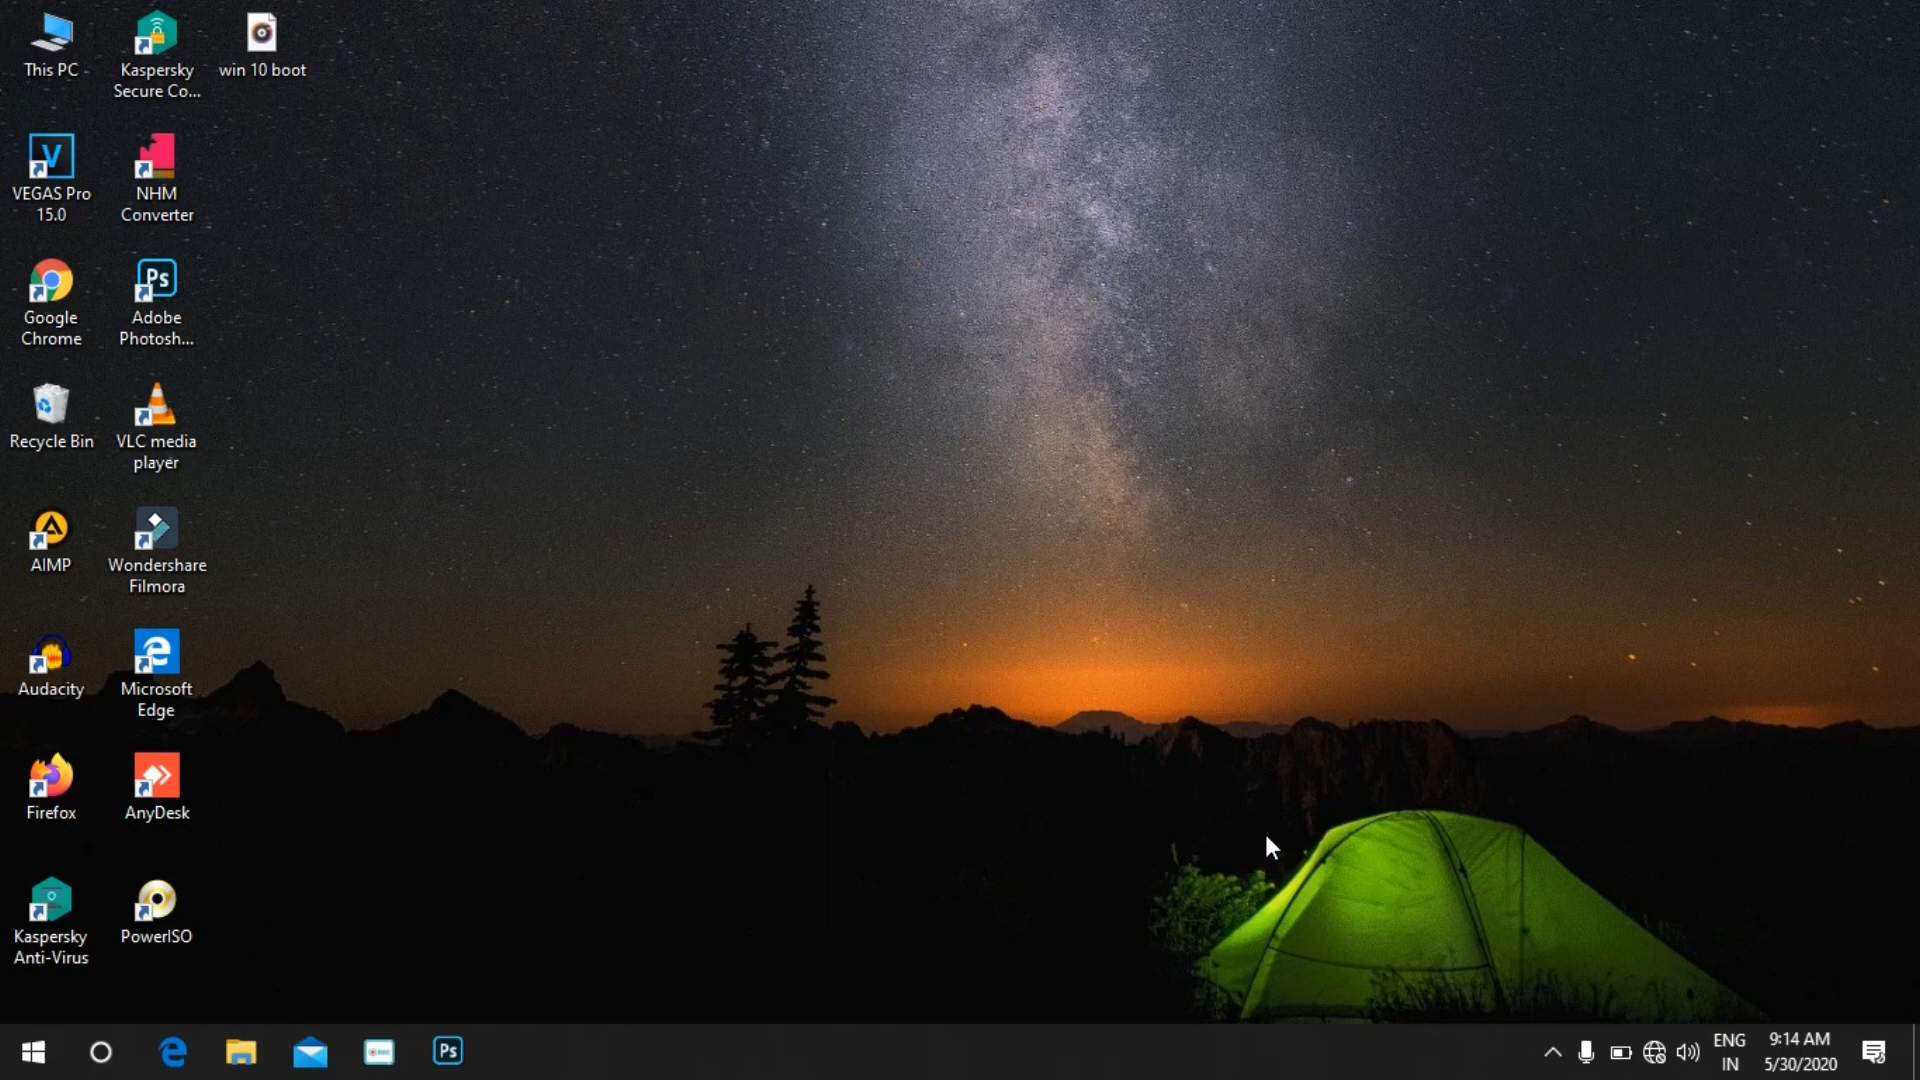 This PC
Kaspersky
Secure Co...
win 10 boot
V
VEGAS Pro
15.0
NHM
Converter
Google
Chrome
Ps
Adobe
Photosh...
Recycle Bin
VLC media
player
AIMP
Wondershare
Filmora
Audacity
Microsoft
Edge
Firefox
AnyDesk
Kaspersky
Anti-Virus
PowerISO
Ps
ENG
IN
9:14 AM
5/30/2020